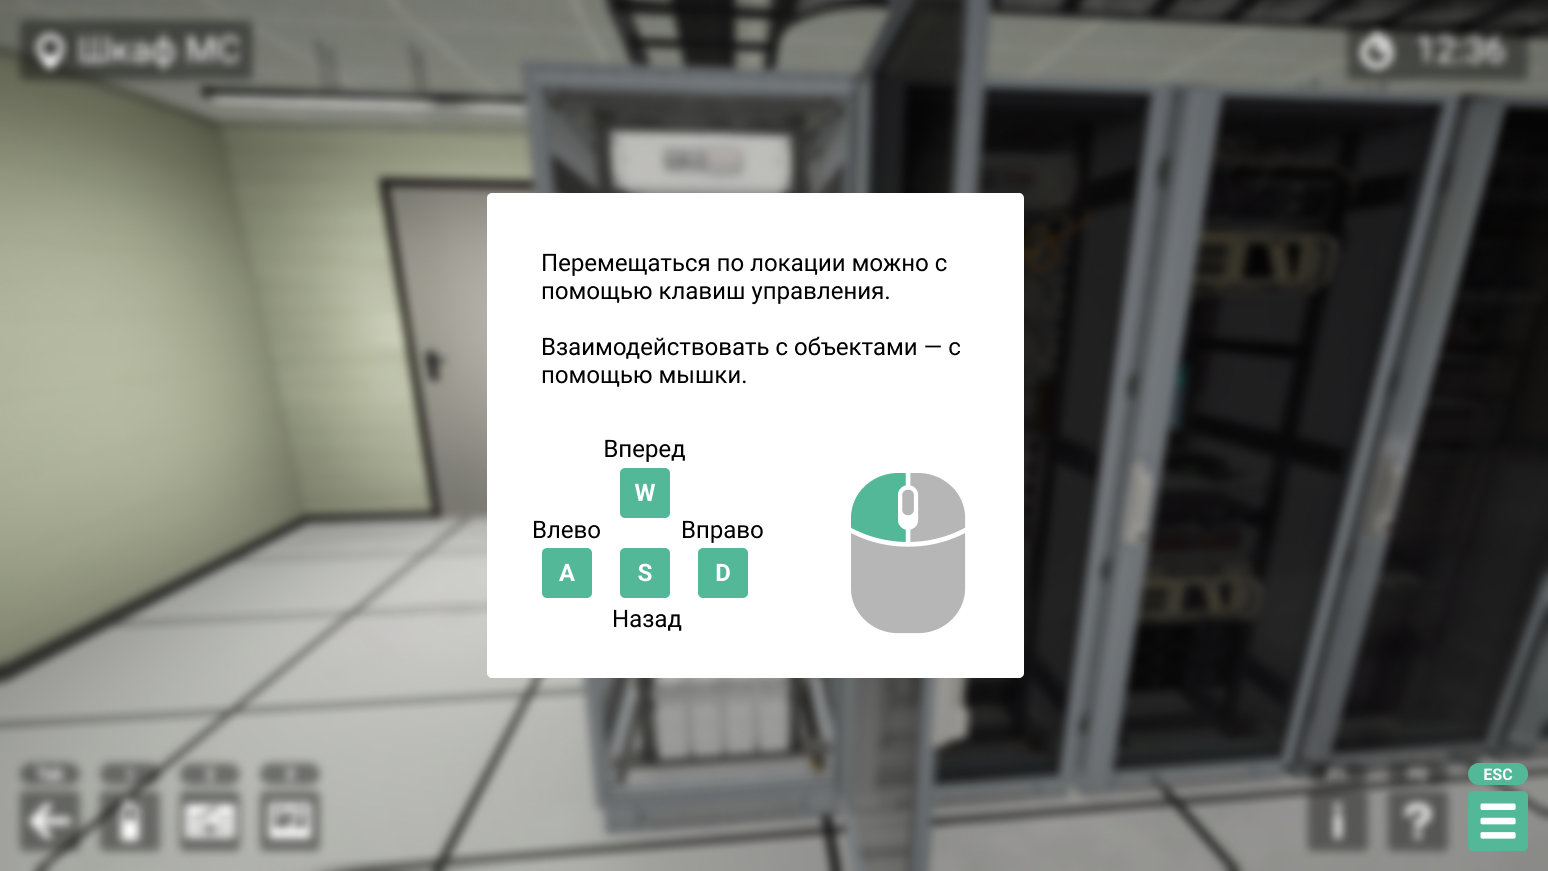 Шкаф МС
12:36
Перемещаться по локации можно с
помощью клавиш управления.
Взаимодействовать с объектами — с
помощью мышки.
Вперед
W
Влево
Вправо
A
S
D
Назад
ESC
?